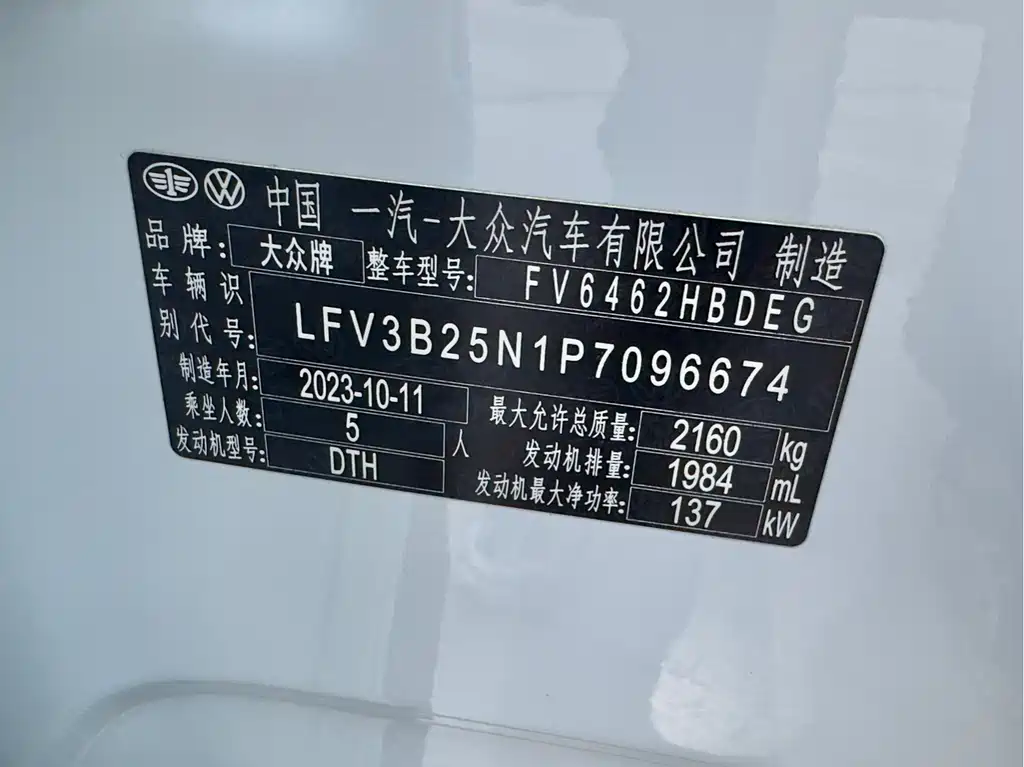 中国 一汽-大众汽车有限公司 制造
品牌: 大众牌 整车型号: FV6462HBDEG
车辆识别代号: LFV3B25N1P7096674
制造年月: 2023-10-11
乘坐人数: 5 人
发动机型号: DTH
最大允许总质量: 2160 kg
发动机排量: 1984 mL
发动机最大净功率: 137 kW